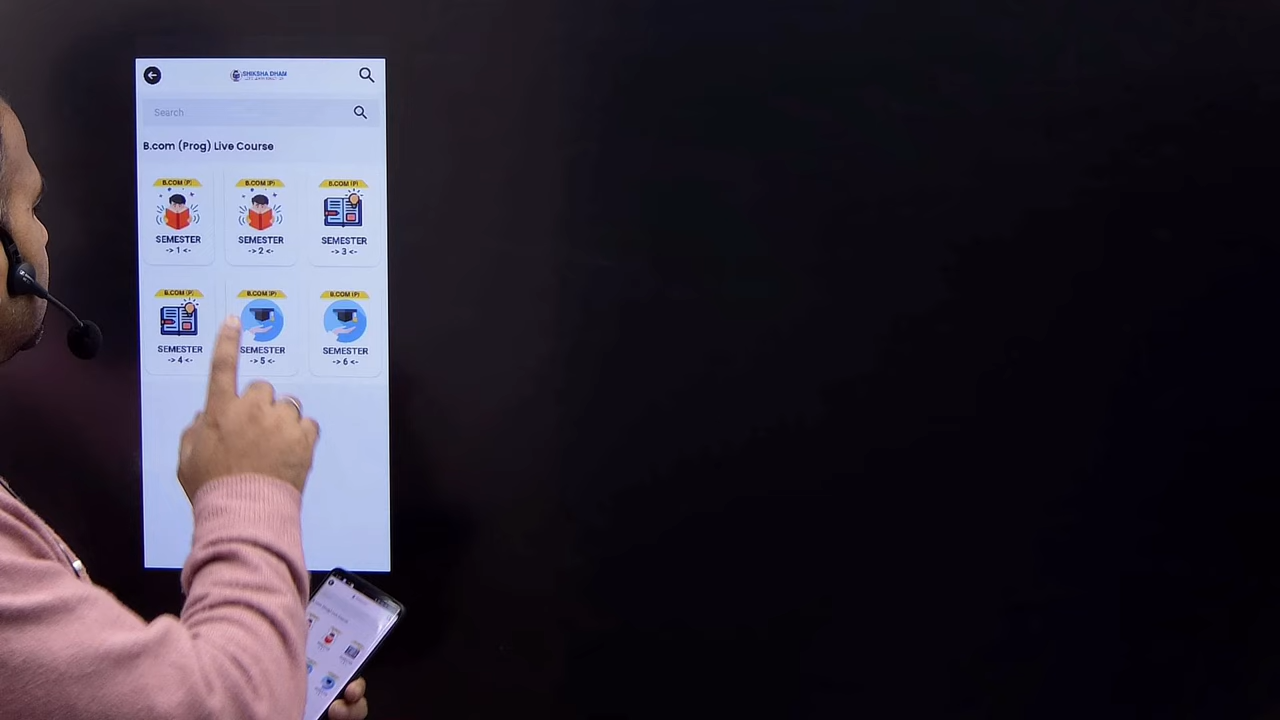 SHIKSHA DHAM
Search
B.com (Prog) Live Course
B.COM (P) B.COM (P) B.COM (P)
SEMESTER SEMESTER SEMESTER
-> 1 <- -> 2 <- -> 3 <-
B.COM (P) B.COM (P) B.COM (P)
SEMESTER SEMESTER SEMESTER
-> 4 <- -> 5 <- -> 6 <-